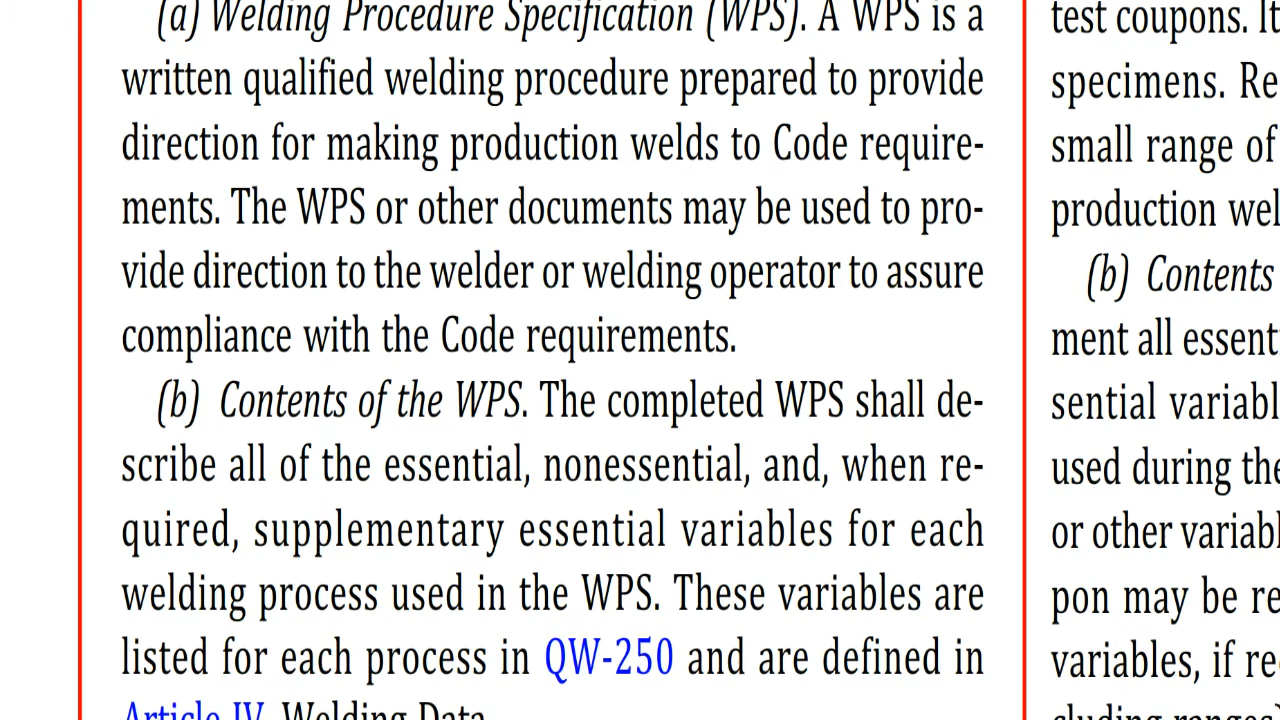 (a) Welding Procedure Specification (WPS). A WPS is a
written qualified welding procedure prepared to provide
direction for making production welds to Code require-
ments. The WPS or other documents may be used to pro-
vide direction to the welder or welding operator to assure
compliance with the Code requirements.
(b) Contents of the WPS. The completed WPS shall de-
scribe all of the essential, nonessential, and, when re-
quired, supplementary essential variables for each
welding process used in the WPS. These variables are
listed for each process in QW-250 and are defined in
Article IV, Welding Data.
test coupons. It
specimens. Re
small range of
production wel
(b) Contents
ment all essent
sential variabl
used during the
or other variabl
pon may be re
variables, if re
cluding ranges)